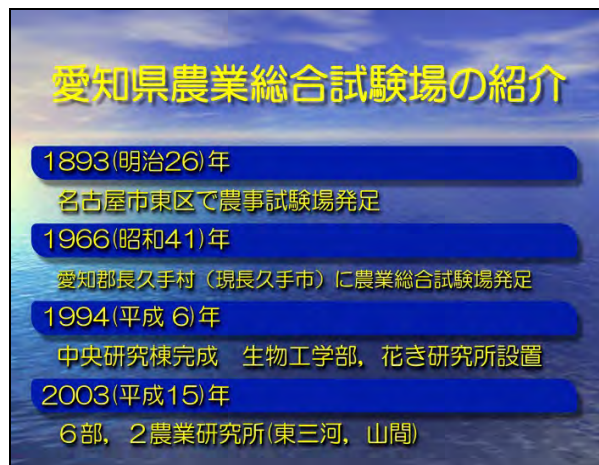 愛知県農業総合試験場の紹介
1893(明治26)年
名古屋市東区で農事試験場発足
1966(昭和41)年
愛知郡長久手村（現長久手市）に農業総合試験場発足
1994(平成 6)年
中央研究棟完成　生物工学部，花き研究所設置
2003(平成15)年
６部，２農業研究所(東三河，山間)